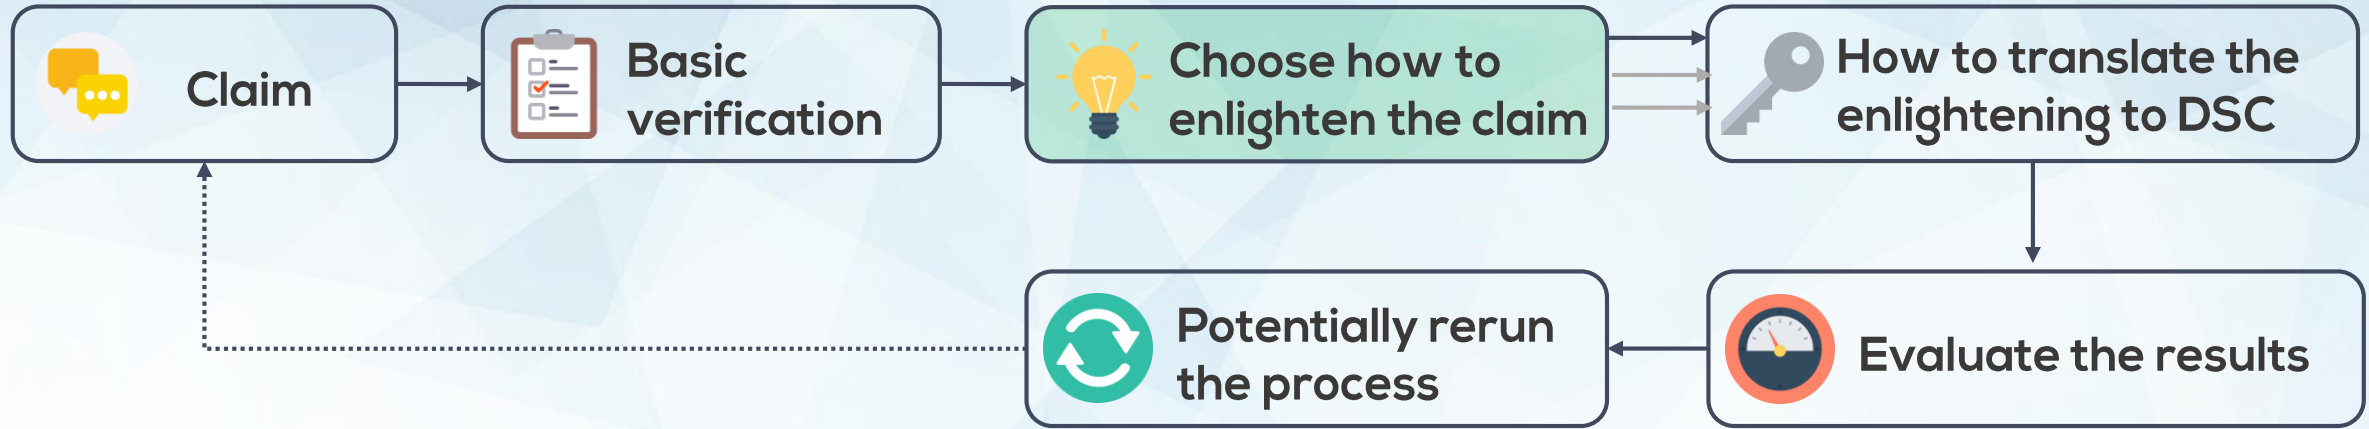 Claim
Basic
verification
Choose how to
enlighten the claim
How to translate the
enlightening to DSC
Potentially rerun
the process
Evaluate the results